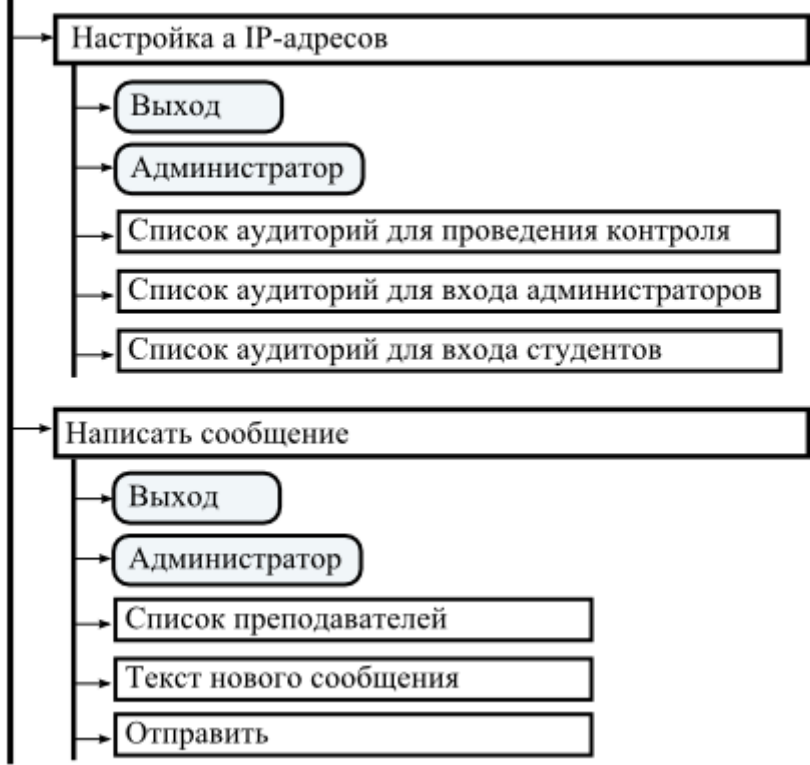 Настройка а IP-адресов
Выход
Администратор
Список аудиторий для проведения контроля
Список аудиторий для входа администраторов
Список аудиторий для входа студентов
Написать сообщение
Выход
Администратор
Список преподавателей
Текст нового сообщения
Отправить